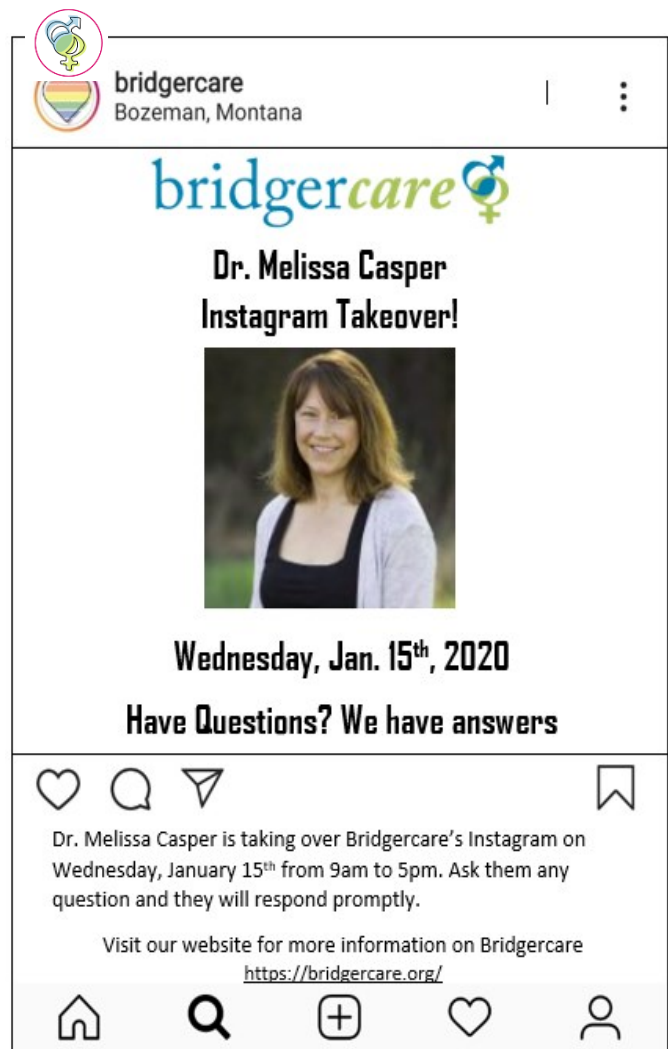 bridgercare
Bozeman, Montana
bridgercare
Dr. Melissa Casper
Instagram Takeover!
Wednesday, Jan. 15th, 2020
Have Questions? We have answers
Dr. Melissa Casper is taking over Bridgercare’s Instagram on
Wednesday, January 15th from 9am to 5pm. Ask them any
question and they will respond promptly.
Visit our website for more information on Bridgercare
https://bridgercare.org/